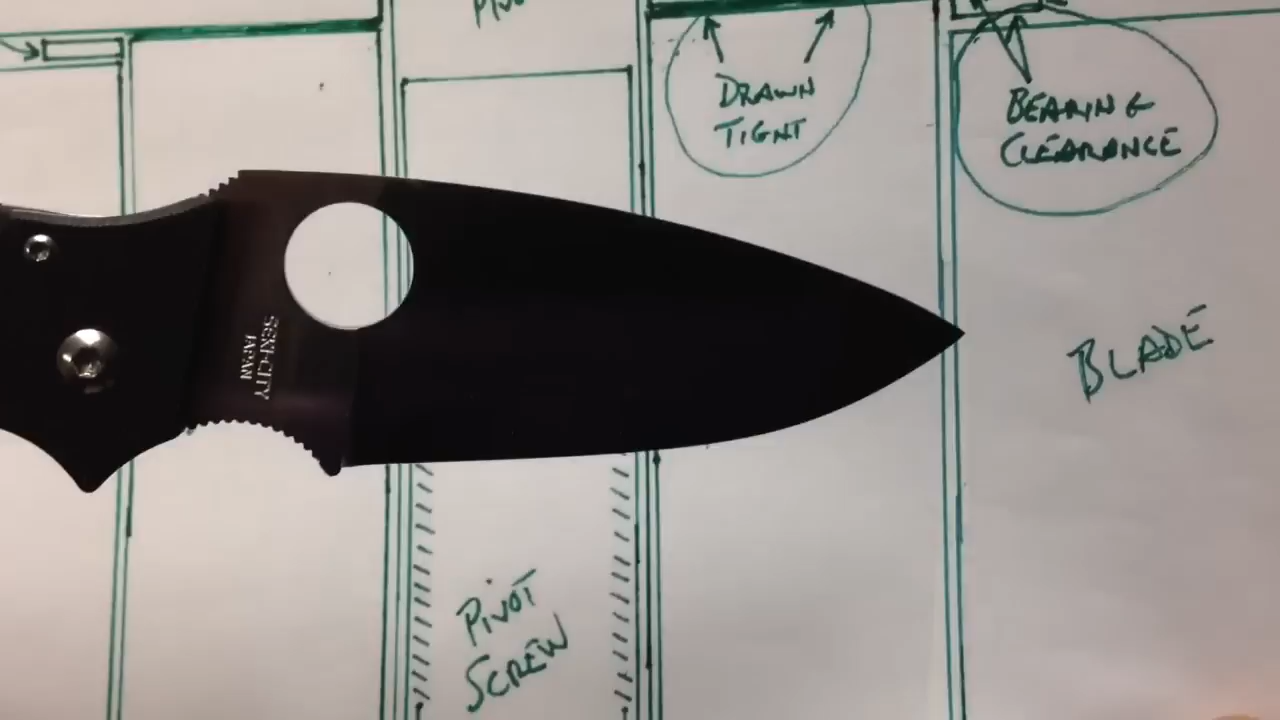 DRAWN
TIGHT
BEARING
CLEARANCE
SEKI-CITY
JAPAN
BLADE
PIVOT
SCREW